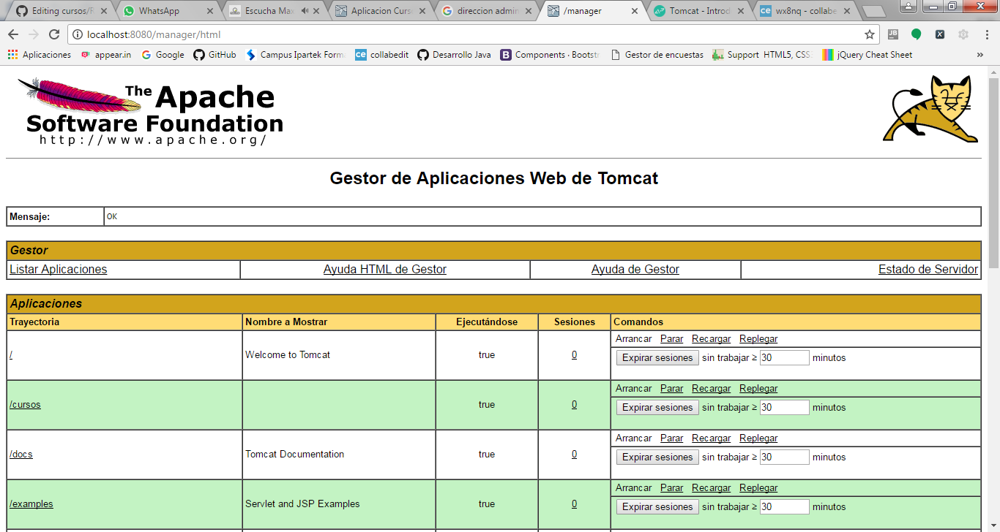 Editing cursos/R
WhatsApp
Escucha Max
Aplicacion Curs
direccion admin
/manager
Tomcat - Introd
wx8nq - collabe
localhost:8080/manager/html
Aplicaciones appear.in Google GitHub Campus Ipartek Form collabedit Desarrollo Java Components · Bootstr Gestor de encuestas Support HTML5, CSS jQuery Cheat Sheet »
The Apache
Software Foundation
http://www.apache.org/
Gestor de Aplicaciones Web de Tomcat
Mensaje: OK
Gestor
Listar Aplicaciones Ayuda HTML de Gestor Ayuda de Gestor Estado de Servidor
Aplicaciones
Trayectoria Nombre a Mostrar Ejecutándose Sesiones Comandos
/ Welcome to Tomcat true 0
Arrancar Parar Recargar Replegar
Expirar sesiones sin trabajar ≥ 30 minutos
/cursos true 0
Arrancar Parar Recargar Replegar
Expirar sesiones sin trabajar ≥ 30 minutos
/docs Tomcat Documentation true 0
Arrancar Parar Recargar Replegar
Expirar sesiones sin trabajar ≥ 30 minutos
/examples Servlet and JSP Examples true 0
Arrancar Parar Recargar Replegar
Expirar sesiones sin trabajar ≥ 30 minutos